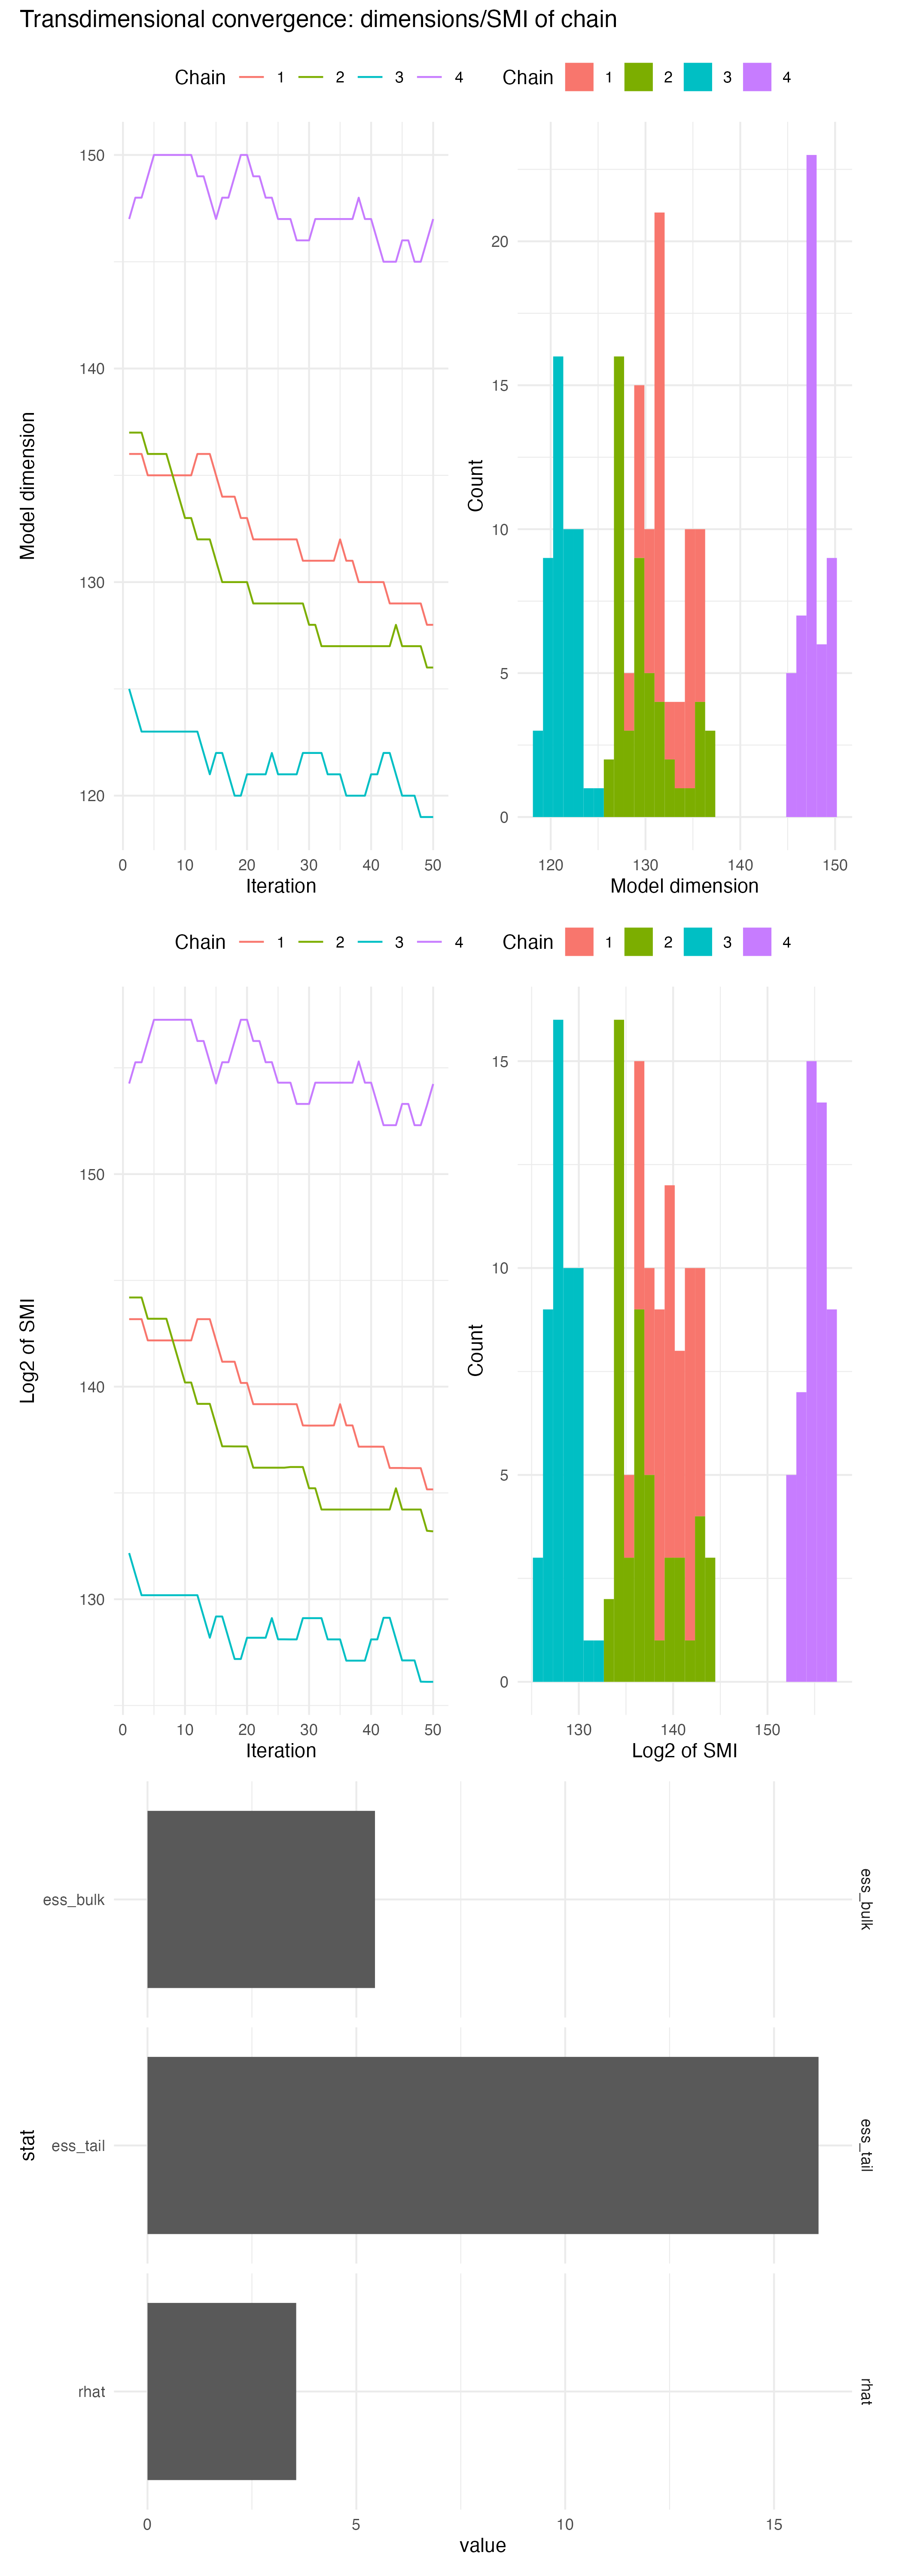 Transdimensional convergence: dimensions/SMI of chain
Chain 1 2 3 4
Chain 1 2 3 4
150
140
130
120
Model dimension
0 10 20 30 40 50
Iteration
20
15
10
5
0
Count
120 130 140 150
Model dimension
Chain 1 2 3 4
Chain 1 2 3 4
150
140
130
Log2 of SMI
0 10 20 30 40 50
Iteration
15
10
5
0
Count
130 140 150
Log2 of SMI
ess_bulk
ess_bulk
stat
ess_tail
ess_tail
rhat
rhat
0 5 10 15
value